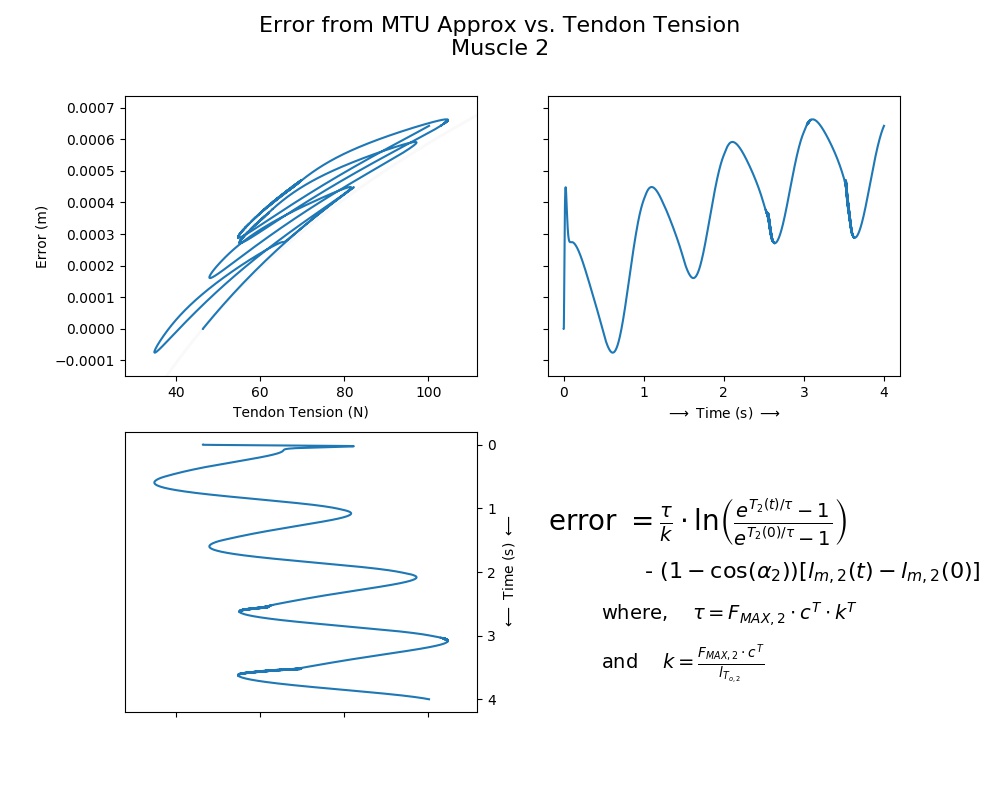 Error from MTU Approx vs. Tendon Tension
Muscle 2
0.0007
0.0006
0.0005
0.0004
0.0003
0.0002
0.0001
0.0000
−0.0001
Error (m)
40 60 80 100
Tendon Tension (N)
0 1 2 3 4
⟶ Time (s) ⟶
0
1
2
3
4
⟵ Time (s) ⟵
error = τ/k · ln((e^{T_2(t)/τ} − 1)/(e^{T_2(0)/τ} − 1))
- (1 − cos(α_2))[l_{m,2}(t) − l_{m,2}(0)]
where, τ = F_{MAX,2} · c^T · k^T
and k = (F_{MAX,2} · c^T)/l_{T_{o,2}}